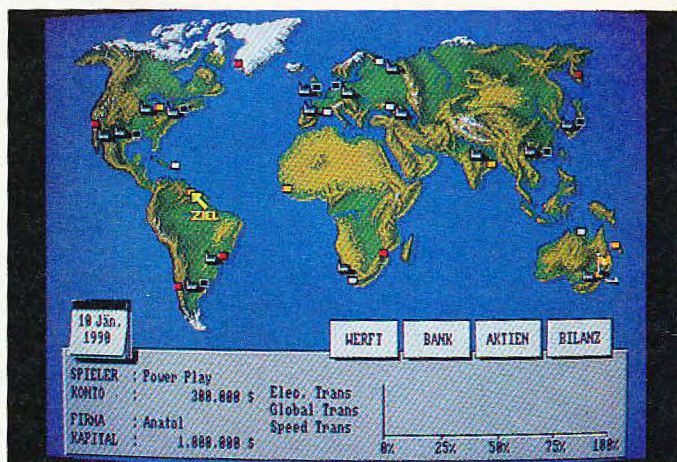 ZIEL
10 Jän.
1990
WERFT BANK AKTIEN BILANZ
SPIELER : Power Play
KONTO : 300.000 $
FIRMA : Anatol
KAPITAL : 1.000.000 $
Elec. Trans
Global Trans
Speed Trans
0% 25% 50% 75% 100%